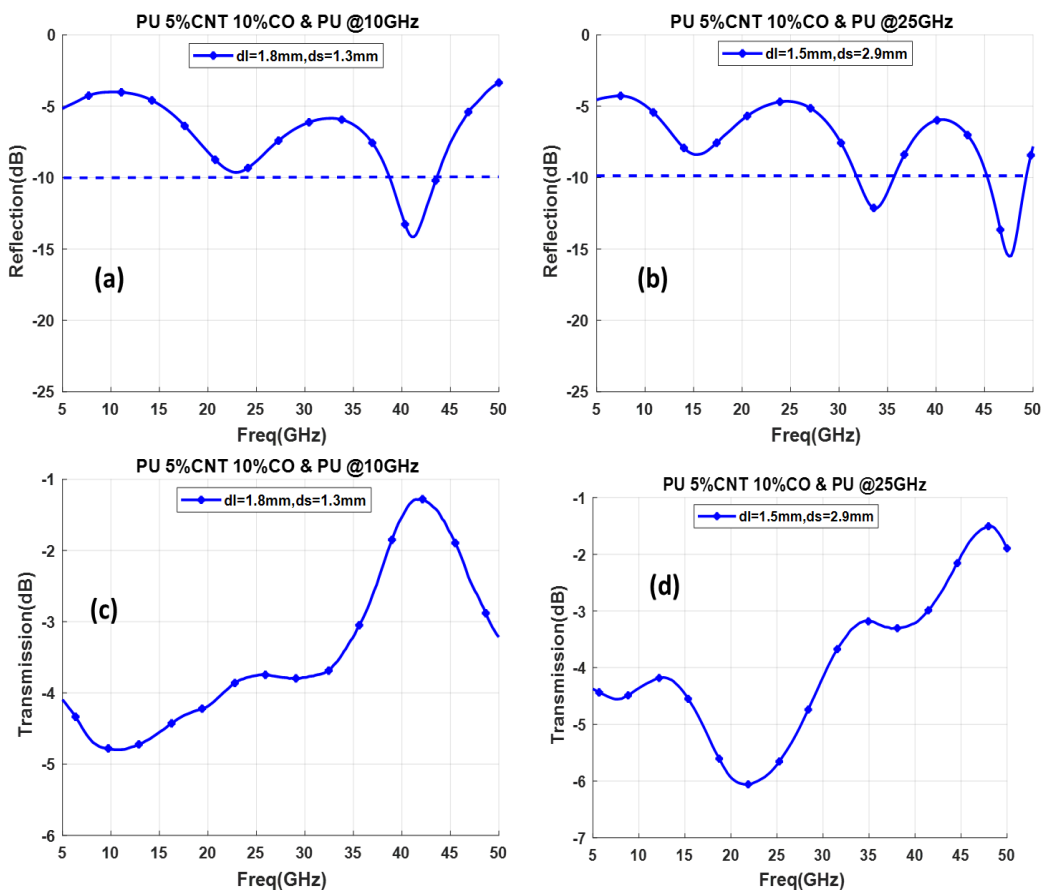 PU 5%CNT 10%CO & PU @10GHz
0
-5
-10
-15
-20
-25
Reflection(dB)
dl=1.8mm,ds=1.3mm
(a)
5 10 15 20 25 30 35 40 45 50
Freq(GHz)
PU 5%CNT 10%CO & PU @25GHz
0
-5
-10
-15
-20
-25
Reflection(dB)
dl=1.5mm,ds=2.9mm
(b)
5 10 15 20 25 30 35 40 45 50
Freq(GHz)
PU 5%CNT 10%CO & PU @10GHz
-1
-2
-3
-4
-5
-6
Transmission(dB)
dl=1.8mm,ds=1.3mm
(c)
5 10 15 20 25 30 35 40 45 50
Freq(GHz)
PU 5%CNT 10%CO & PU @25GHz
-1
-2
-3
-4
-5
-6
-7
Transmission(dB)
dl=1.5mm,ds=2.9mm
(d)
5 10 15 20 25 30 35 40 45 50
Freq(GHz)